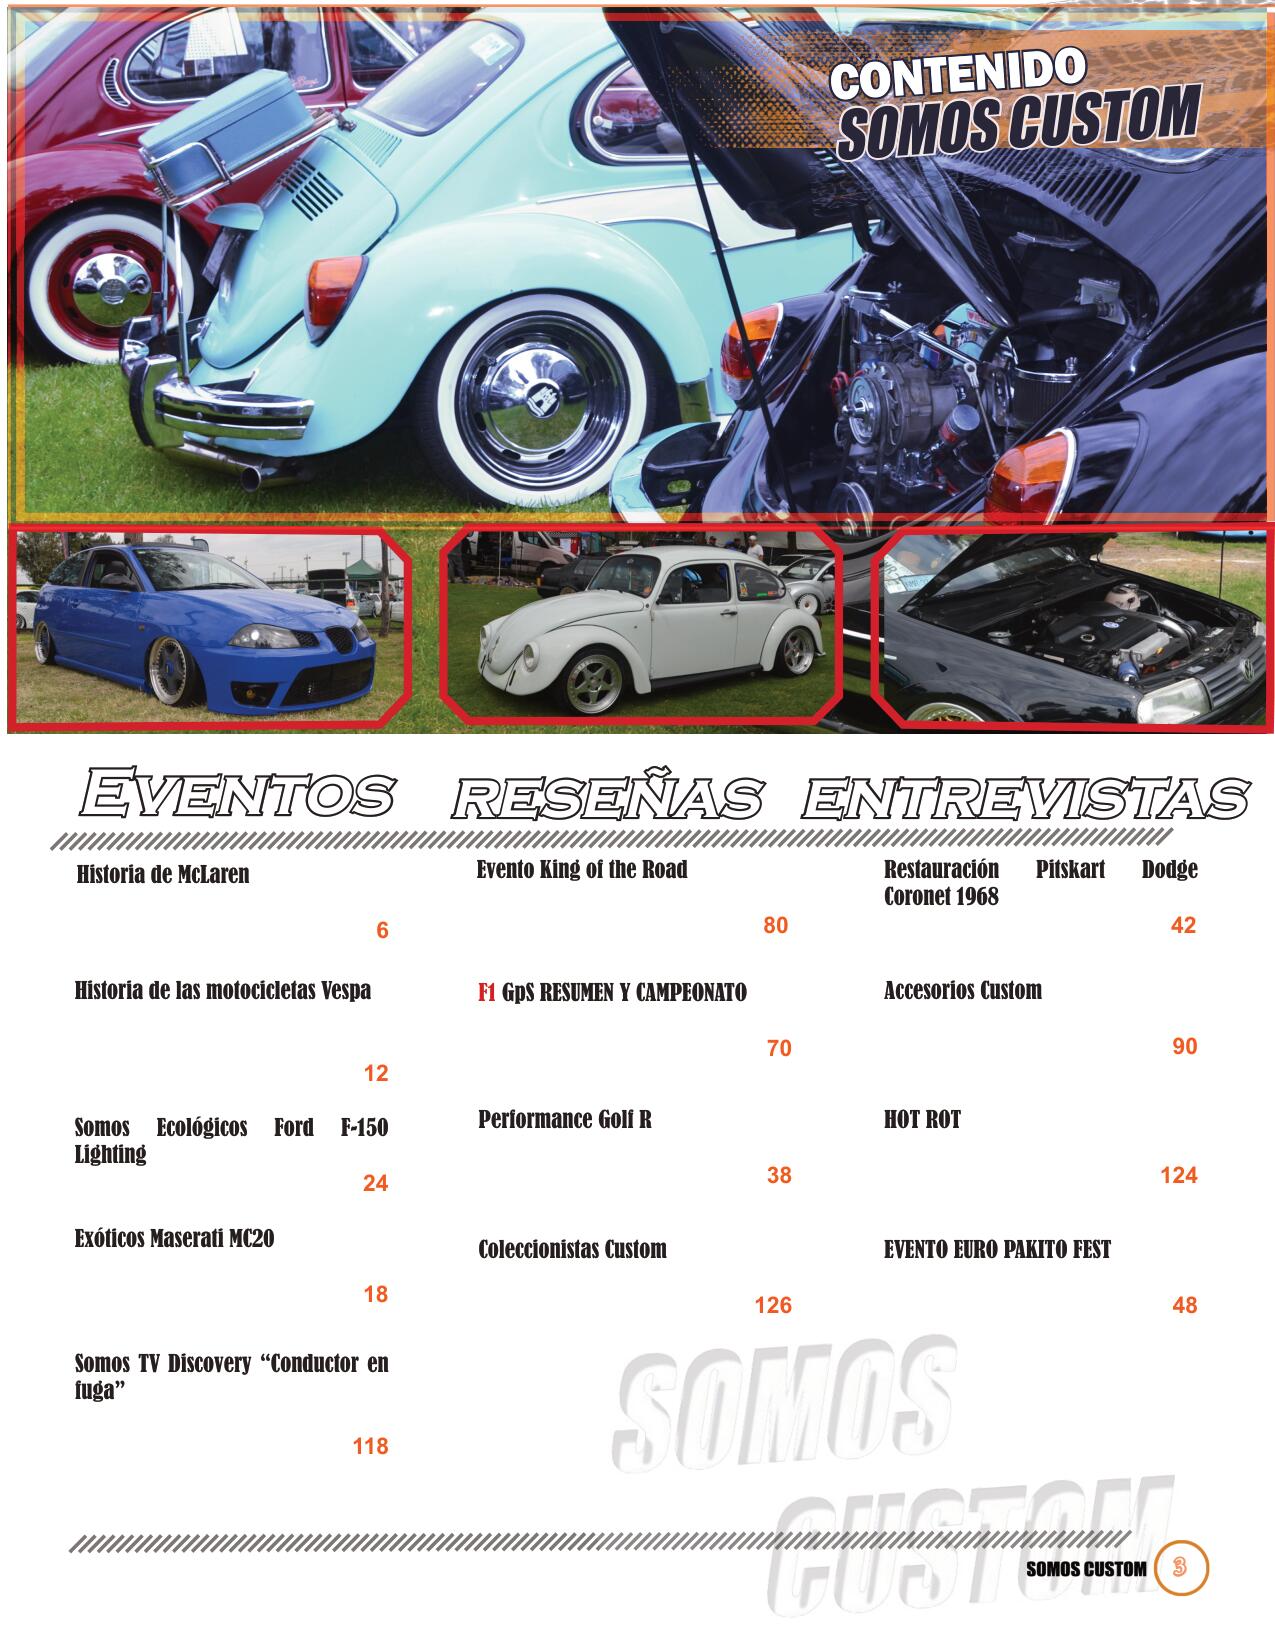 CONTENIDO
SOMOS CUSTOM
EVENTOS
Historia de McLaren
6
Historia de las motocicletas Vespa
12
Somos Ecológicos Ford F-150
Lighting
24
Exóticos Maserati MC20
18
Somos TV Discovery “Conductor en
fuga”
118
RESEÑAS
Evento King of the Road
80
F1 GpS RESUMEN Y CAMPEONATO
70
Performance Golf R
38
Coleccionistas Custom
126
ENTREVISTAS
Restauración Pitskart Dodge
Coronet 1968
42
Accesorios Custom
90
HOT ROT
124
EVENTO EURO PAKITO FEST
48
SOMOS
CUSTOM
SOMOS CUSTOM 3